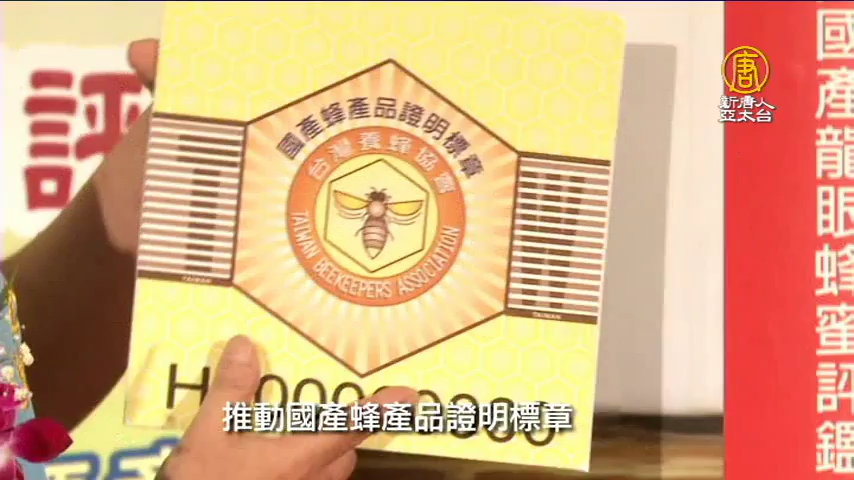 評
國產蜂產品證明標章
台灣養蜂協會
TAIWAN BEEKEEPERS ASSOCIATION
TAIWAN
TAIWAN
推動國產蜂產品證明標章
唐
新唐人
亞太台
國產龍眼蜂蜜評鑑